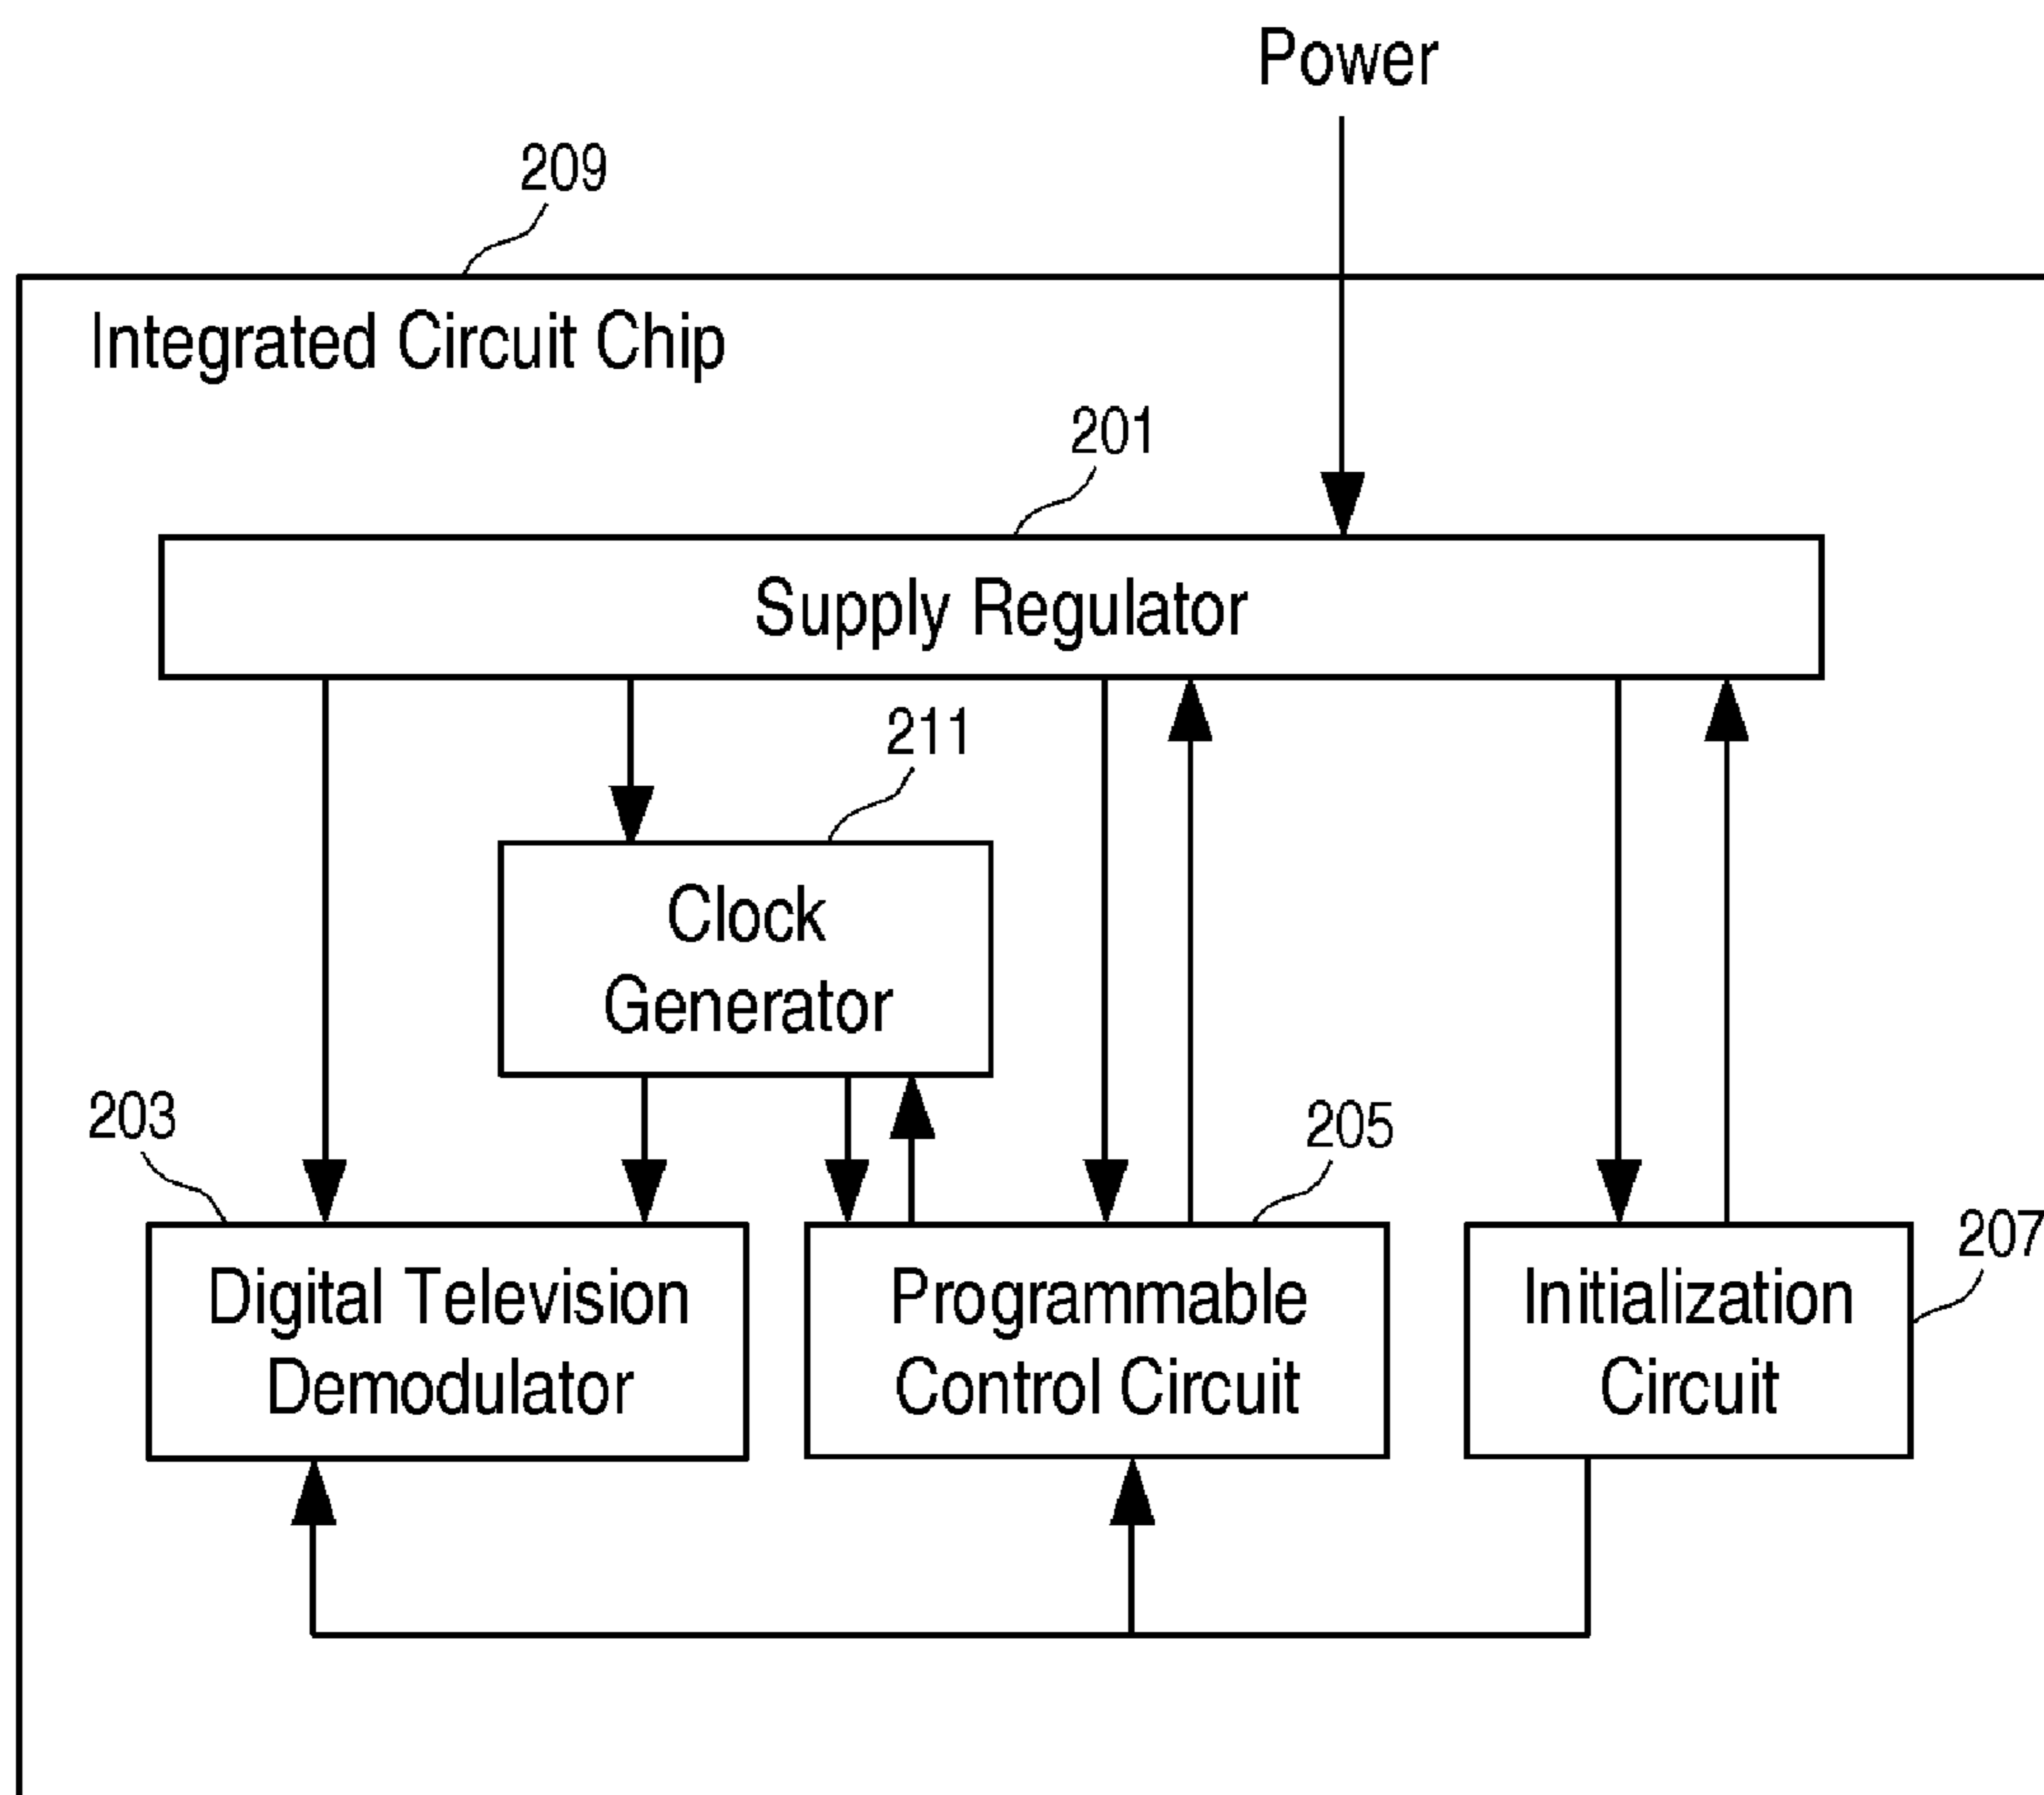 Power
209
Integrated Circuit Chip
201
Supply Regulator
211
Clock
Generator
203
205
207
Digital Television
Demodulator
Programmable
Control Circuit
Initialization
Circuit